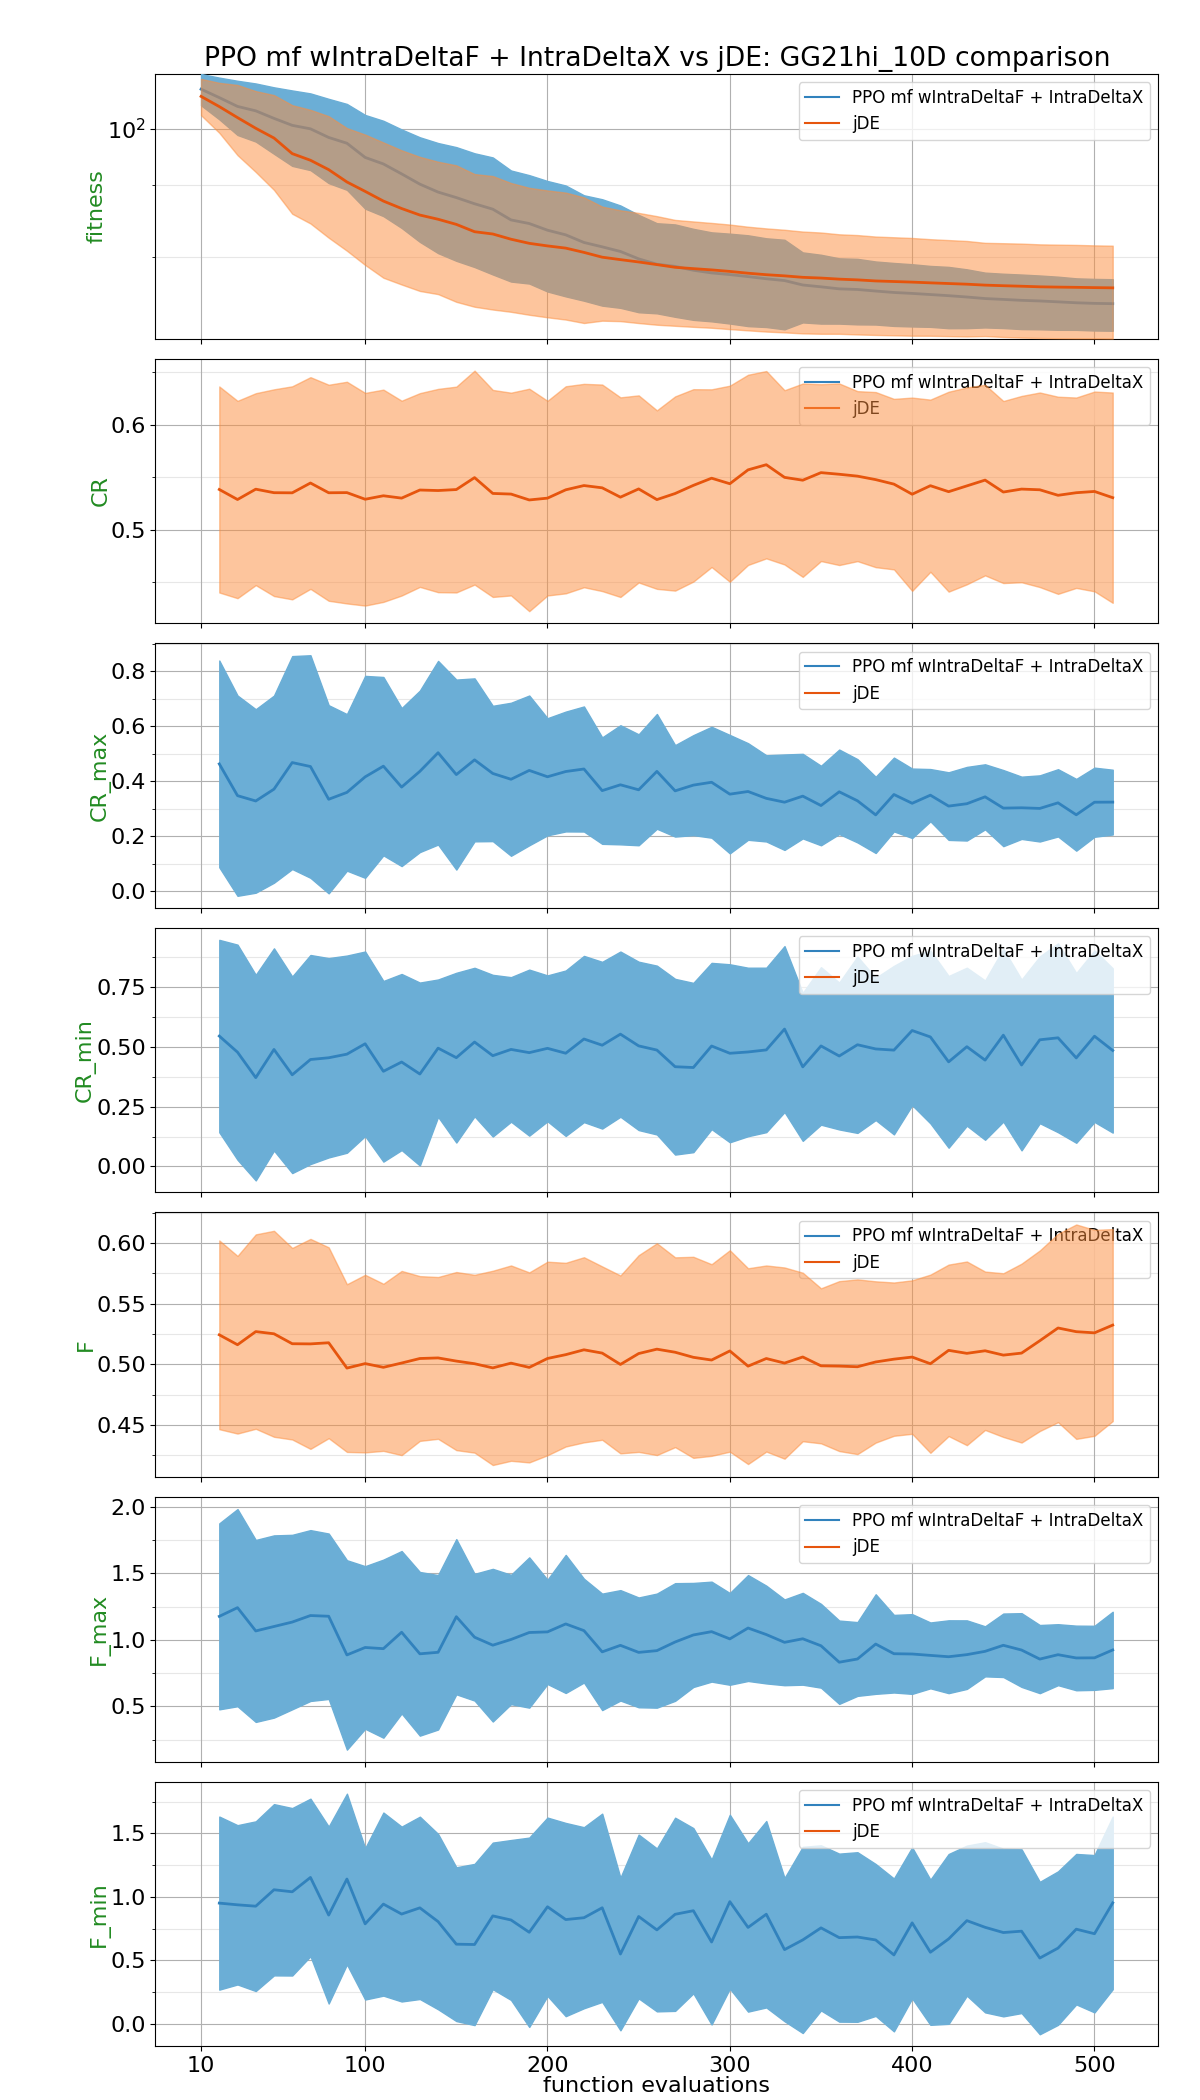 PPO mf wIntraDeltaF + IntraDeltaX vs jDE: GG21hi_10D comparison
PPO mf wIntraDeltaF + IntraDeltaX
jDE
10²
fitness
PPO mf wIntraDeltaF + IntraDeltaX
jDE
0.6
0.5
CR
PPO mf wIntraDeltaF + IntraDeltaX
jDE
0.8
0.6
0.4
0.2
0.0
CR_max
PPO mf wIntraDeltaF + IntraDeltaX
jDE
0.75
0.50
0.25
0.00
CR_min
PPO mf wIntraDeltaF + IntraDeltaX
jDE
0.60
0.55
0.50
0.45
F
PPO mf wIntraDeltaF + IntraDeltaX
jDE
2.0
1.5
1.0
0.5
F_max
PPO mf wIntraDeltaF + IntraDeltaX
jDE
1.5
1.0
0.5
0.0
F_min
10 100 200 300 400 500
function evaluations